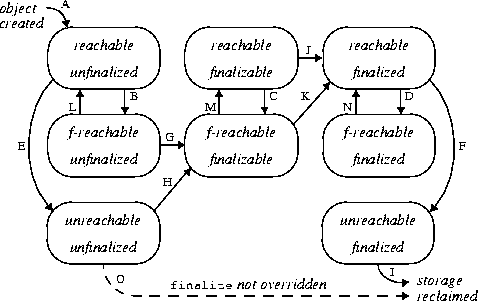 object
created
A
reachable
unfinalized
reachable
finalizable
J
reachable
finalized
L
B
M
C
K
N
D
E
f-reachable
unfinalized
G
f-reachable
finalizable
f-reachable
finalized
F
H
unreachable
unfinalized
unreachable
finalized
O
finalize not overridden
I
storage
reclaimed